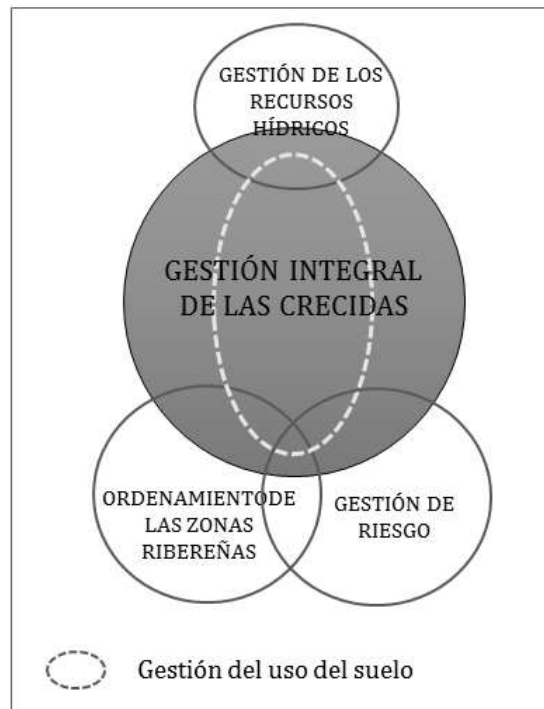 GESTIÓN DE LOS
RECURSOS
HÍDRICOS
GESTIÓN INTEGRAL
DE LAS CRECIDAS
ORDENAMIENTODE
LAS ZONAS
RIBEREÑAS
GESTIÓN DE
RIESGO
Gestión del uso del suelo